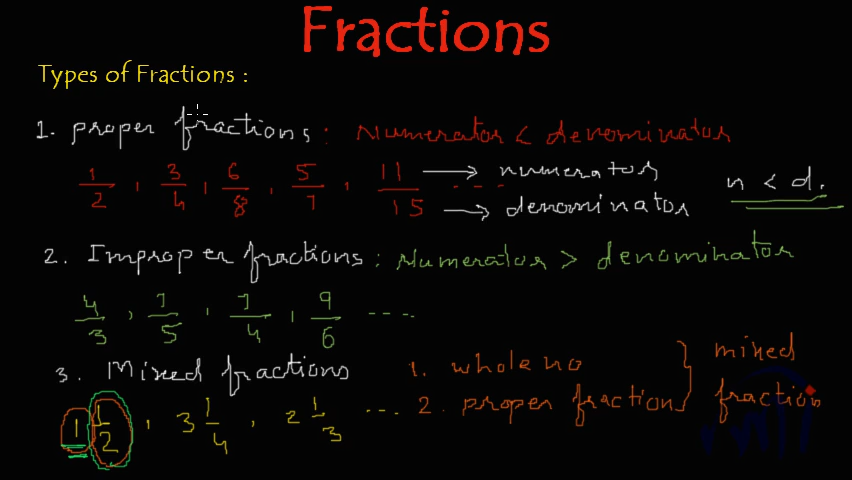 Fractions
Types of Fractions :
1. Proper fractions : Numerator < denominator
1/2 , 3/4 , 6/8 , 5/7 , 11/15 ....
→ numerator
→ denominator
n < d.
2. Improper fractions : Numerator > denominator
4/3 , 7/5 , 7/4 , 9/6 ....
3. Mixed fractions
1 1/2 , 3 1/4 , 2 1/3 ...
1. whole no
2. proper fraction
} mixed
fraction